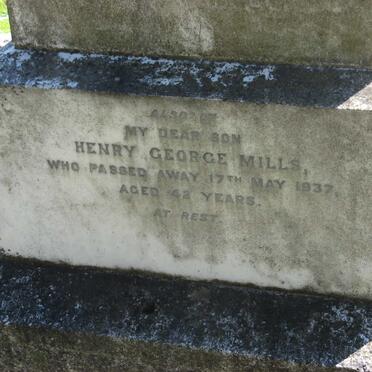 ALSO OF
MY DEAR SON
HENRY GEORGE MILLS,
WHO PASSED AWAY 17TH MAY 1937,
AGED 42 YEARS.
AT REST.